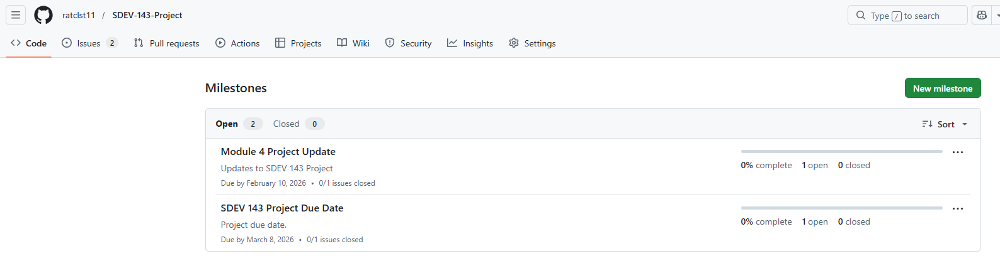 ratclst11 / SDEV-143-Project
Type / to search
Code Issues 2 Pull requests Actions Projects Wiki Security Insights Settings
Milestones
New milestone
Open 2 Closed 0
Sort
Module 4 Project Update
Updates to SDEV 143 Project
Due by February 10, 2026 • 0/1 issues closed
0% complete 1 open 0 closed
SDEV 143 Project Due Date
Project due date.
Due by March 8, 2026 • 0/1 issues closed
0% complete 1 open 0 closed